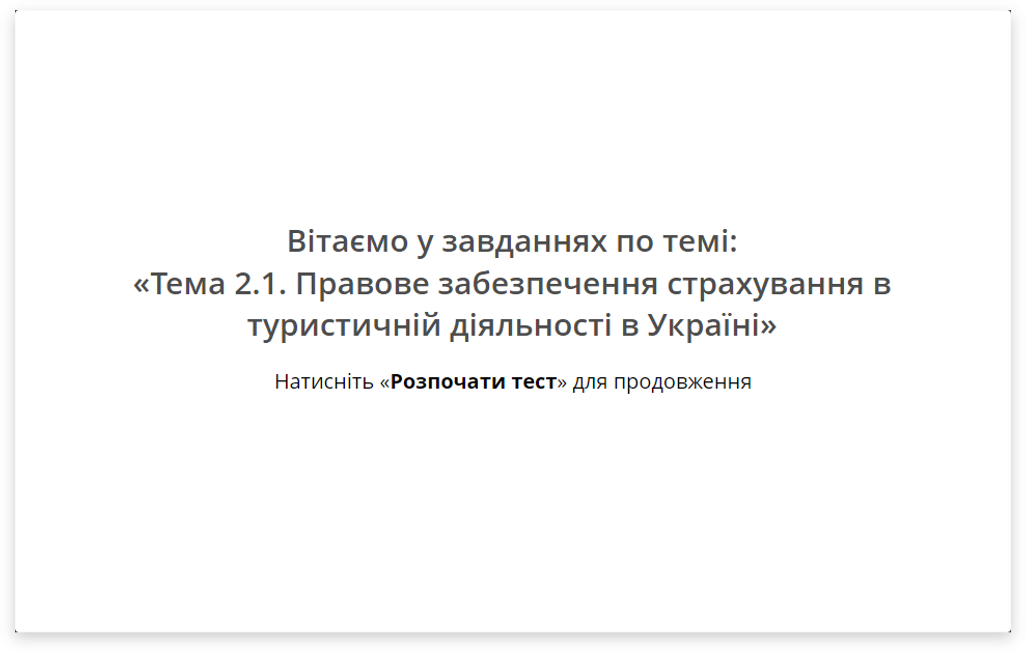 Вітаємо у завданнях по темі:
«Тема 2.1. Правове забезпечення страхування в
туристичній діяльності в Україні»
Натисніть «Розпочати тест» для продовження